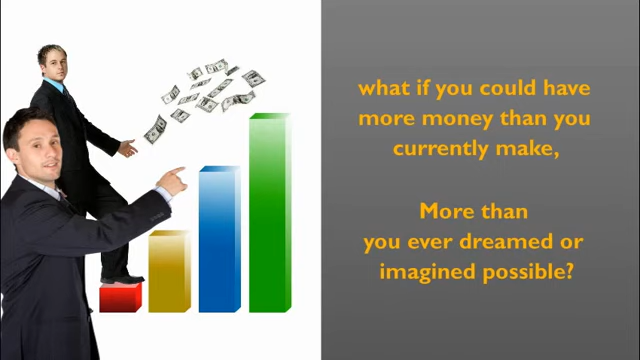 what if you could have
more money than you
currently make,
More than
you ever dreamed or
imagined possible?